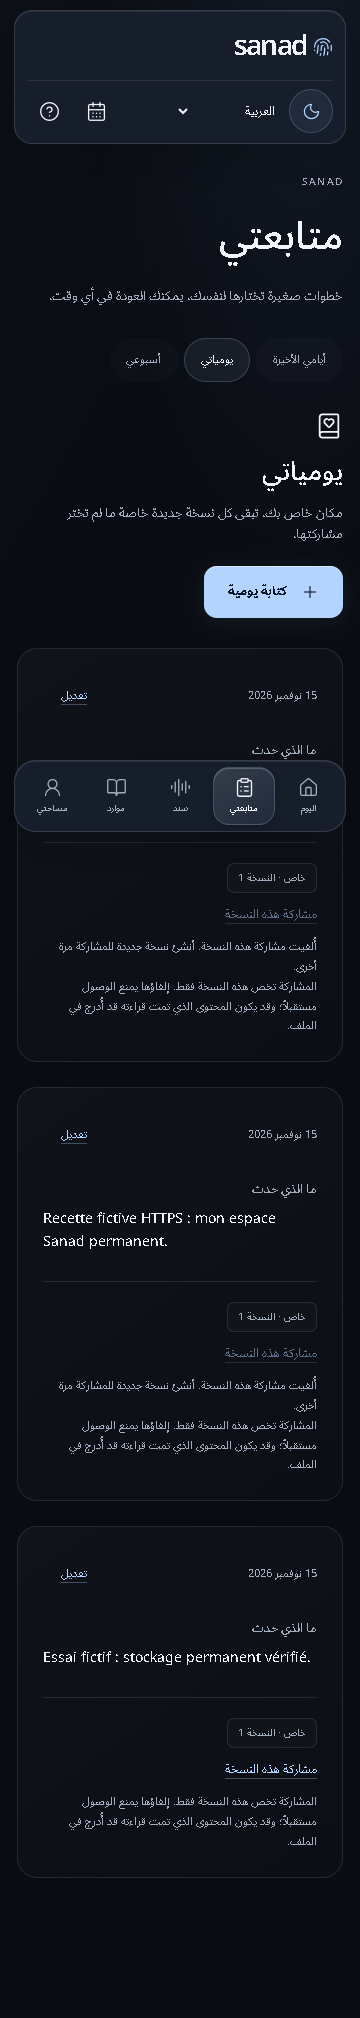 sanad
العربية
SANAD
متابعتي
خطوات صغيرة تختارها لنفسك. يمكنك العودة في أي وقت.
أيامي الأخيرة
يومياتي
أسبوعي
يومياتي
مكان خاص بك. تبقى كل نسخة جديدة خاصة ما لم تختر
مشاركتها.
كتابة يومية
15 نوفمبر 2026
تعديل
ما الذي حدث
اليوم
متابعتي
سند
موارد
مساحتي
خاص · النسخة 1
مشاركة هذه النسخة
أُلغيت مشاركة هذه النسخة. أنشئ نسخة جديدة للمشاركة مرة
أخرى.
المشاركة تخص هذه النسخة فقط. إلغاؤها يمنع الوصول
مستقبلاً؛ وقد يكون المحتوى الذي تمت قراءته قد أُدرج في
الملف.
15 نوفمبر 2026
تعديل
ما الذي حدث
Recette fictive HTTPS : mon espace
Sanad permanent.
خاص · النسخة 1
مشاركة هذه النسخة
أُلغيت مشاركة هذه النسخة. أنشئ نسخة جديدة للمشاركة مرة
أخرى.
المشاركة تخص هذه النسخة فقط. إلغاؤها يمنع الوصول
مستقبلاً؛ وقد يكون المحتوى الذي تمت قراءته قد أُدرج في
الملف.
15 نوفمبر 2026
تعديل
ما الذي حدث
Essai fictif : stockage permanent vérifié.
خاص · النسخة 1
مشاركة هذه النسخة
المشاركة تخص هذه النسخة فقط. إلغاؤها يمنع الوصول
مستقبلاً؛ وقد يكون المحتوى الذي تمت قراءته قد أُدرج في
الملف.